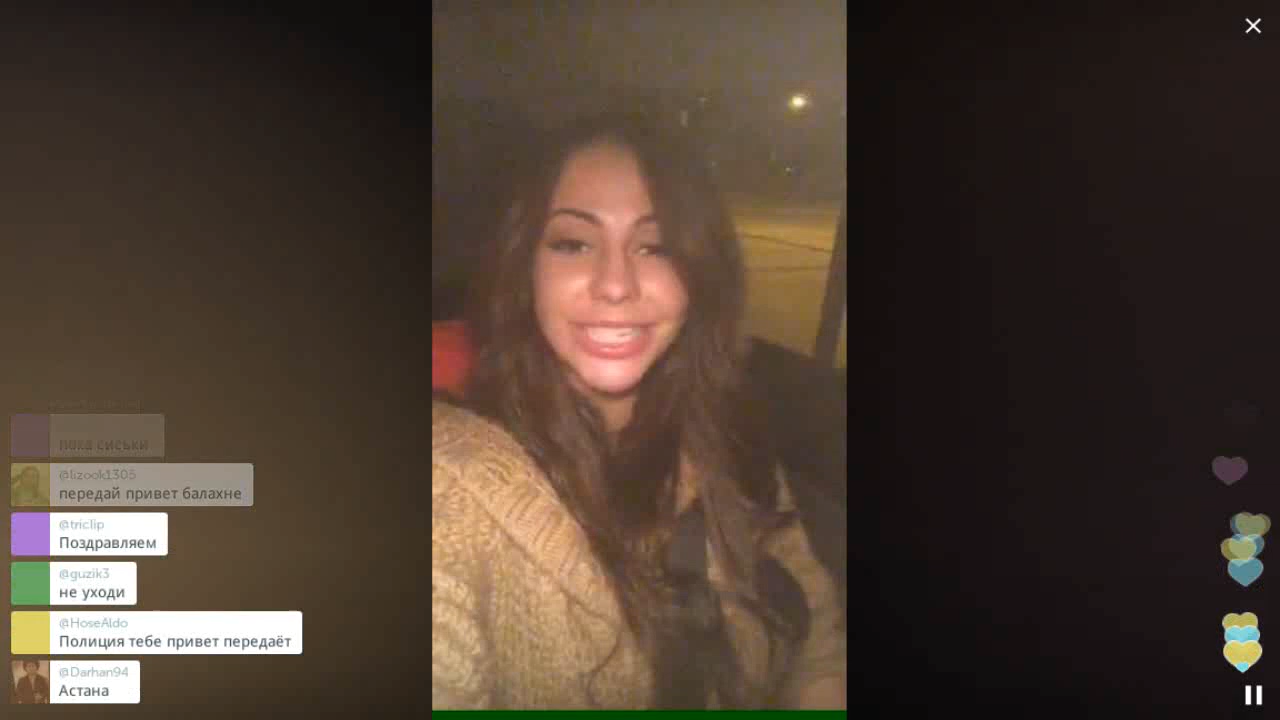 пока сиськи
@lizook1305
передай привет балахне
@triclip
Поздравляем
@guzik3
не уходи
@HoseAldo
Полиция тебе привет передаёт
@Darhan94
Астана